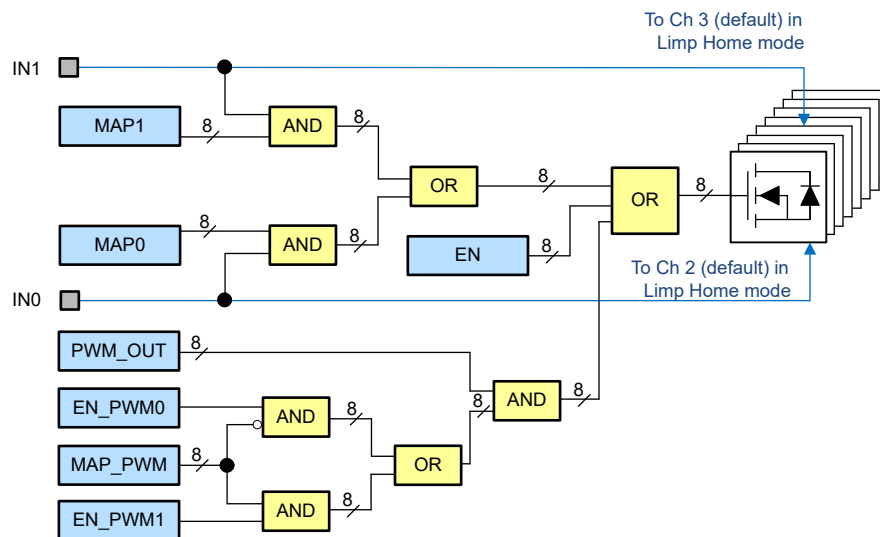 To Ch 3 (default) in
Limp Home mode
IN1
MAP1
8
AND
8
OR
8
OR
8
MAP0
8
AND
8
EN
8
To Ch 2 (default) in
Limp Home mode
IN0
PWM_OUT
8
AND
8
8
EN_PWM0
AND
8
MAP_PWM
8
OR
EN_PWM1
AND
8